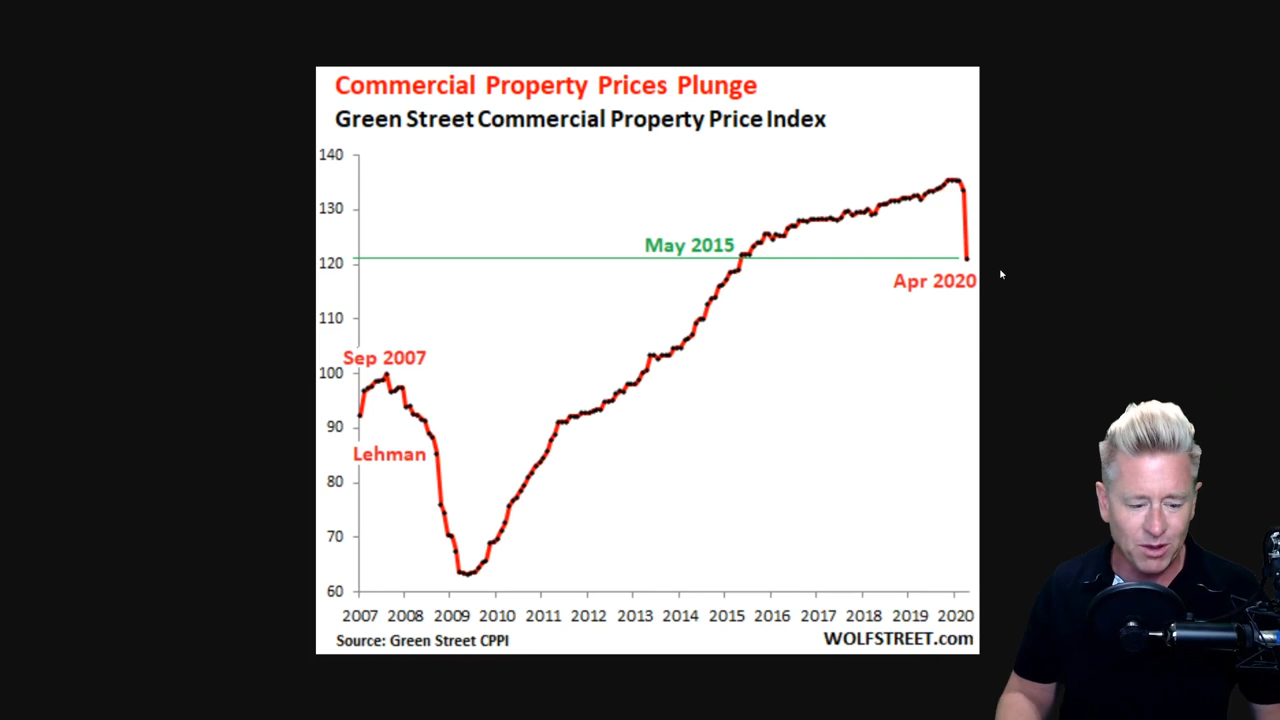 Commercial Property Prices Plunge
Green Street Commercial Property Price Index
140
130
May 2015
120
Apr 2020
110
Sep 2007
100
90
Lehman
80
70
60
2007 2008 2009 2010 2011 2012 2013 2014 2015 2016 2017 2018 2019 2020
Source: Green Street CPPI
WOLFSTREET.com